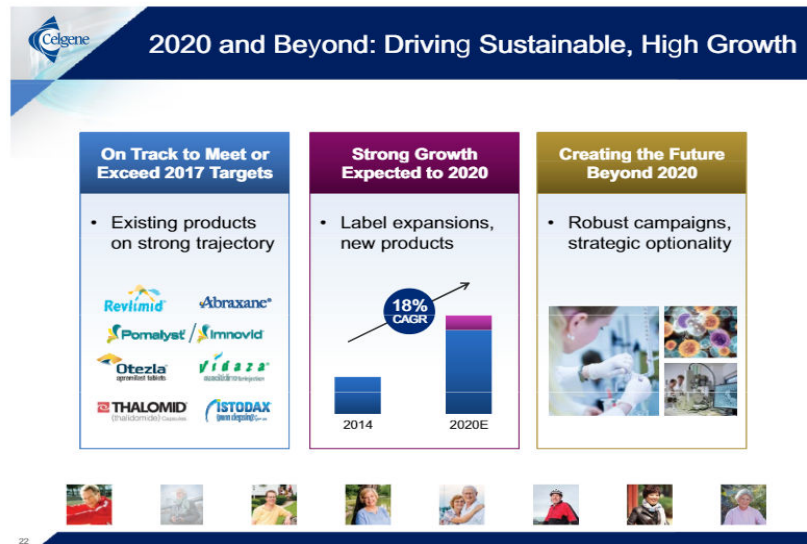 Celgene
2020 and Beyond: Driving Sustainable, High Growth
On Track to Meet or
Exceed 2017 Targets
• Existing products
on strong trajectory
Revlimid®
Abraxane®
Pomalyst® / Imnovid®
Otezla®
apremilast tablets
Vidaza®
THALOMID®
(thalidomide) Capsules
ISTODAX®
Strong Growth
Expected to 2020
• Label expansions,
new products
18%
CAGR
2014
2020E
Creating the Future
Beyond 2020
• Robust campaigns,
strategic optionality
22